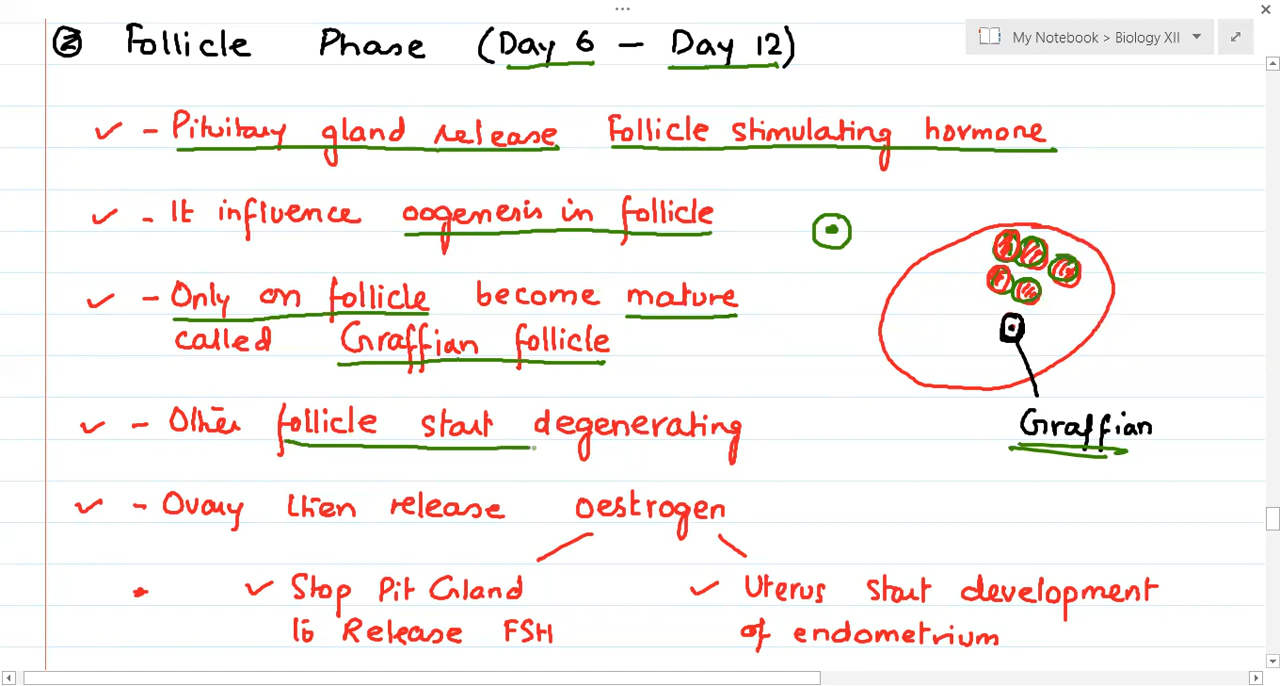 ② Follicle Phase (Day 6 - Day 12)
My Notebook > Biology XII
✓ - Pituitary gland release Follicle stimulating hormone
✓ - It influence oogenesis in follicle
✓ - Only on follicle become mature
called Graffian follicle
Graffian
✓ - Other follicle start degenerating
✓ - Ovary then release Oestrogen
✓ Stop Pit Gland
to Release FSH
✓ Uterus start development
of endometrium